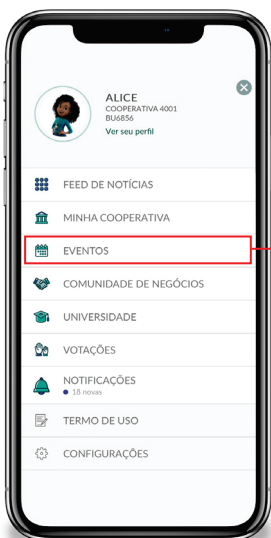 ALICE
COOPERATIVA 4001
BU6856
Ver seu perfil
FEED DE NOTÍCIAS
MINHA COOPERATIVA
EVENTOS
COMUNIDADE DE NEGÓCIOS
UNIVERSIDADE
VOTAÇÕES
NOTIFICAÇÕES
18 novas
TERMO DE USO
CONFIGURAÇÕES